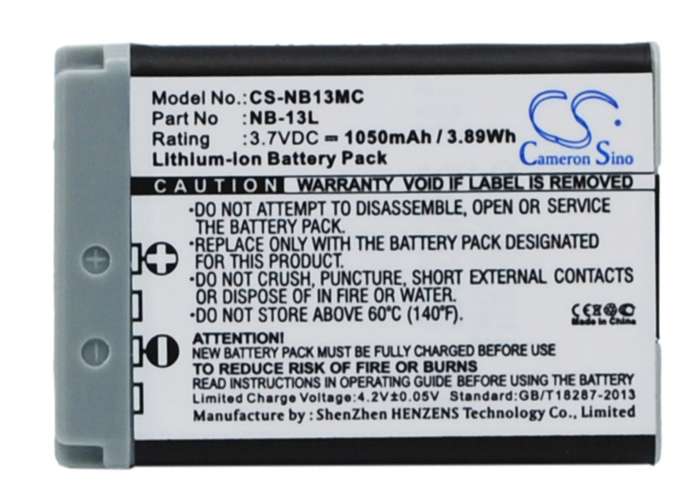 Model No.: CS-NB13MC
Part No : NB-13L
Rating : 3.7VDC ⎓ 1050mAh / 3.89Wh
Lithium-ion Battery Pack
CS
Cameron Sino
CAUTION WARRANTY VOID IF LABEL IS REMOVED
•DO NOT ATTEMPT TO DISASSEMBLE, OPEN OR SERVICE
THE BATTERY PACK.
•REPLACE ONLY WITH THE BATTERY PACK DESIGNATED
FOR THIS PRODUCT.
•DO NOT CRUSH, PUNCTURE, SHORT EXTERNAL CONTACTS
OR DISPOSE OF IN FIRE OR WATER.
•DO NOT STORE ABOVE 60°C (140°F).
CE
Made in China
ATTENTION!
NEW BATTERY PACK MUST BE FULLY CHARGED BEFORE USE
TO REDUCE RISK OF FIRE OR BURNS
READ INSTRUCTIONS BEFORE USING THIS BATTERY PACK
Limited Charge Voltage:4.2V±0.05V Standard:GB/T18287-2013
Manufacture by : ShenZhen HENZENS Technology Co., Limited